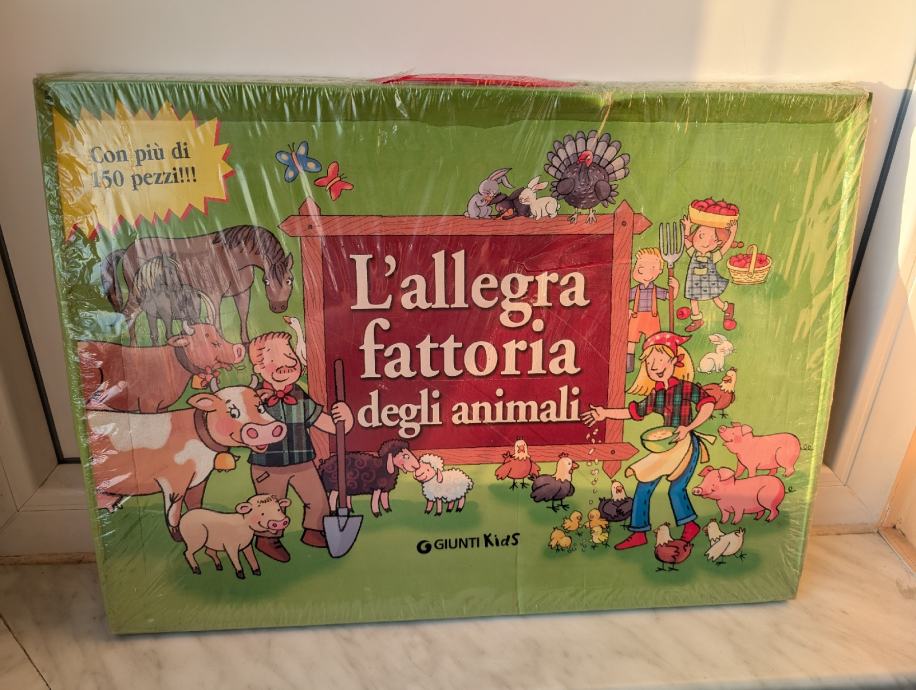 Con più di
150 pezzi!!!
L'allegra
fattoria
degli animali
GIUNTI Kids